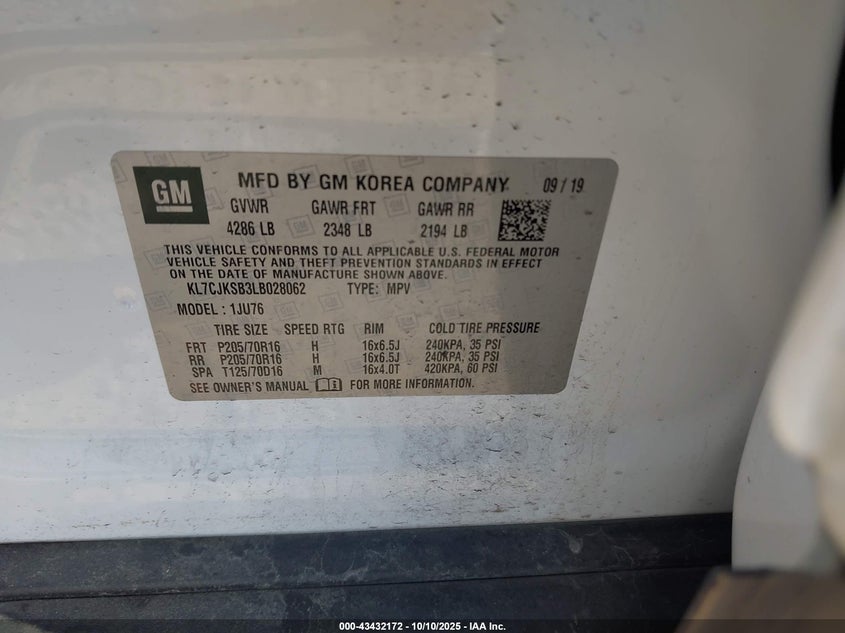 GM
MFD BY GM KOREA COMPANY 09/19
GVWR GAWR FRT GAWR RR
4286 LB 2348 LB 2194 LB
THIS VEHICLE CONFORMS TO ALL APPLICABLE U.S. FEDERAL MOTOR
VEHICLE SAFETY AND THEFT PREVENTION STANDARDS IN EFFECT
ON THE DATE OF MANUFACTURE SHOWN ABOVE.
KL7CJKSB3LB028062 TYPE: MPV
MODEL: 1JU76
TIRE SIZE SPEED RTG RIM COLD TIRE PRESSURE
FRT P205/70R16 H 16x6.5J 240KPA, 35 PSI
RR P205/70R16 H 16x6.5J 240KPA, 35 PSI
SPA T125/70D16 M 16x4.0T 420KPA, 60 PSI
SEE OWNER'S MANUAL FOR MORE INFORMATION.
000-43432172 - 10/10/2025 - IAA Inc.